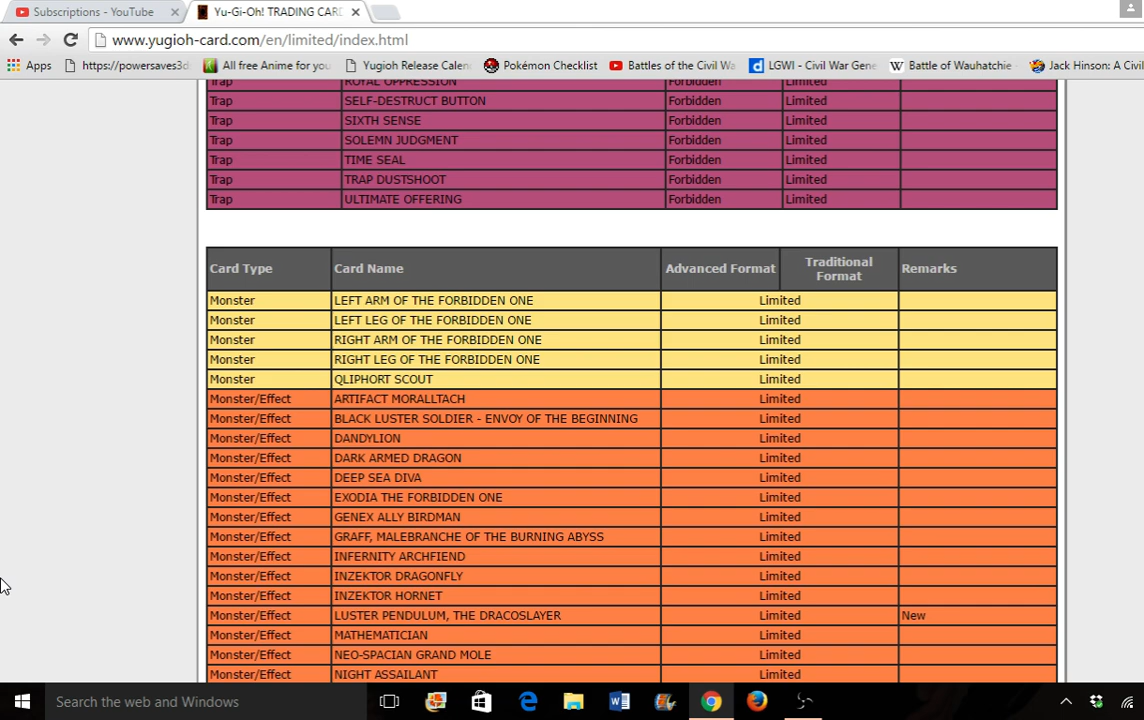 Subscriptions - YouTube
Yu-Gi-Oh! TRADING CARD
www.yugioh-card.com/en/limited/index.html
Apps https://powersaves3d All free Anime for you Yugioh Release Calen Pokémon Checklist Battles of the Civil Wa LGWI - Civil War Gene Battle of Wauhatchie - Jack Hinson: A Civil
Trap ROYAL OPPRESSION Forbidden Limited
Trap SELF-DESTRUCT BUTTON Forbidden Limited
Trap SIXTH SENSE Forbidden Limited
Trap SOLEMN JUDGMENT Forbidden Limited
Trap TIME SEAL Forbidden Limited
Trap TRAP DUSTSHOOT Forbidden Limited
Trap ULTIMATE OFFERING Forbidden Limited
Card Type Card Name Advanced Format Traditional Format Remarks
Monster LEFT ARM OF THE FORBIDDEN ONE Limited
Monster LEFT LEG OF THE FORBIDDEN ONE Limited
Monster RIGHT ARM OF THE FORBIDDEN ONE Limited
Monster RIGHT LEG OF THE FORBIDDEN ONE Limited
Monster QLIPHORT SCOUT Limited
Monster/Effect ARTIFACT MORALLTACH Limited
Monster/Effect BLACK LUSTER SOLDIER - ENVOY OF THE BEGINNING Limited
Monster/Effect DANDYLION Limited
Monster/Effect DARK ARMED DRAGON Limited
Monster/Effect DEEP SEA DIVA Limited
Monster/Effect EXODIA THE FORBIDDEN ONE Limited
Monster/Effect GENEX ALLY BIRDMAN Limited
Monster/Effect GRAFF, MALEBRANCHE OF THE BURNING ABYSS Limited
Monster/Effect INFERNITY ARCHFIEND Limited
Monster/Effect INZEKTOR DRAGONFLY Limited
Monster/Effect INZEKTOR HORNET Limited
Monster/Effect LUSTER PENDULUM, THE DRACOSLAYER Limited New
Monster/Effect MATHEMATICIAN Limited
Monster/Effect NEO-SPACIAN GRAND MOLE Limited
Monster/Effect NIGHT ASSAILANT Limited
Search the web and Windows